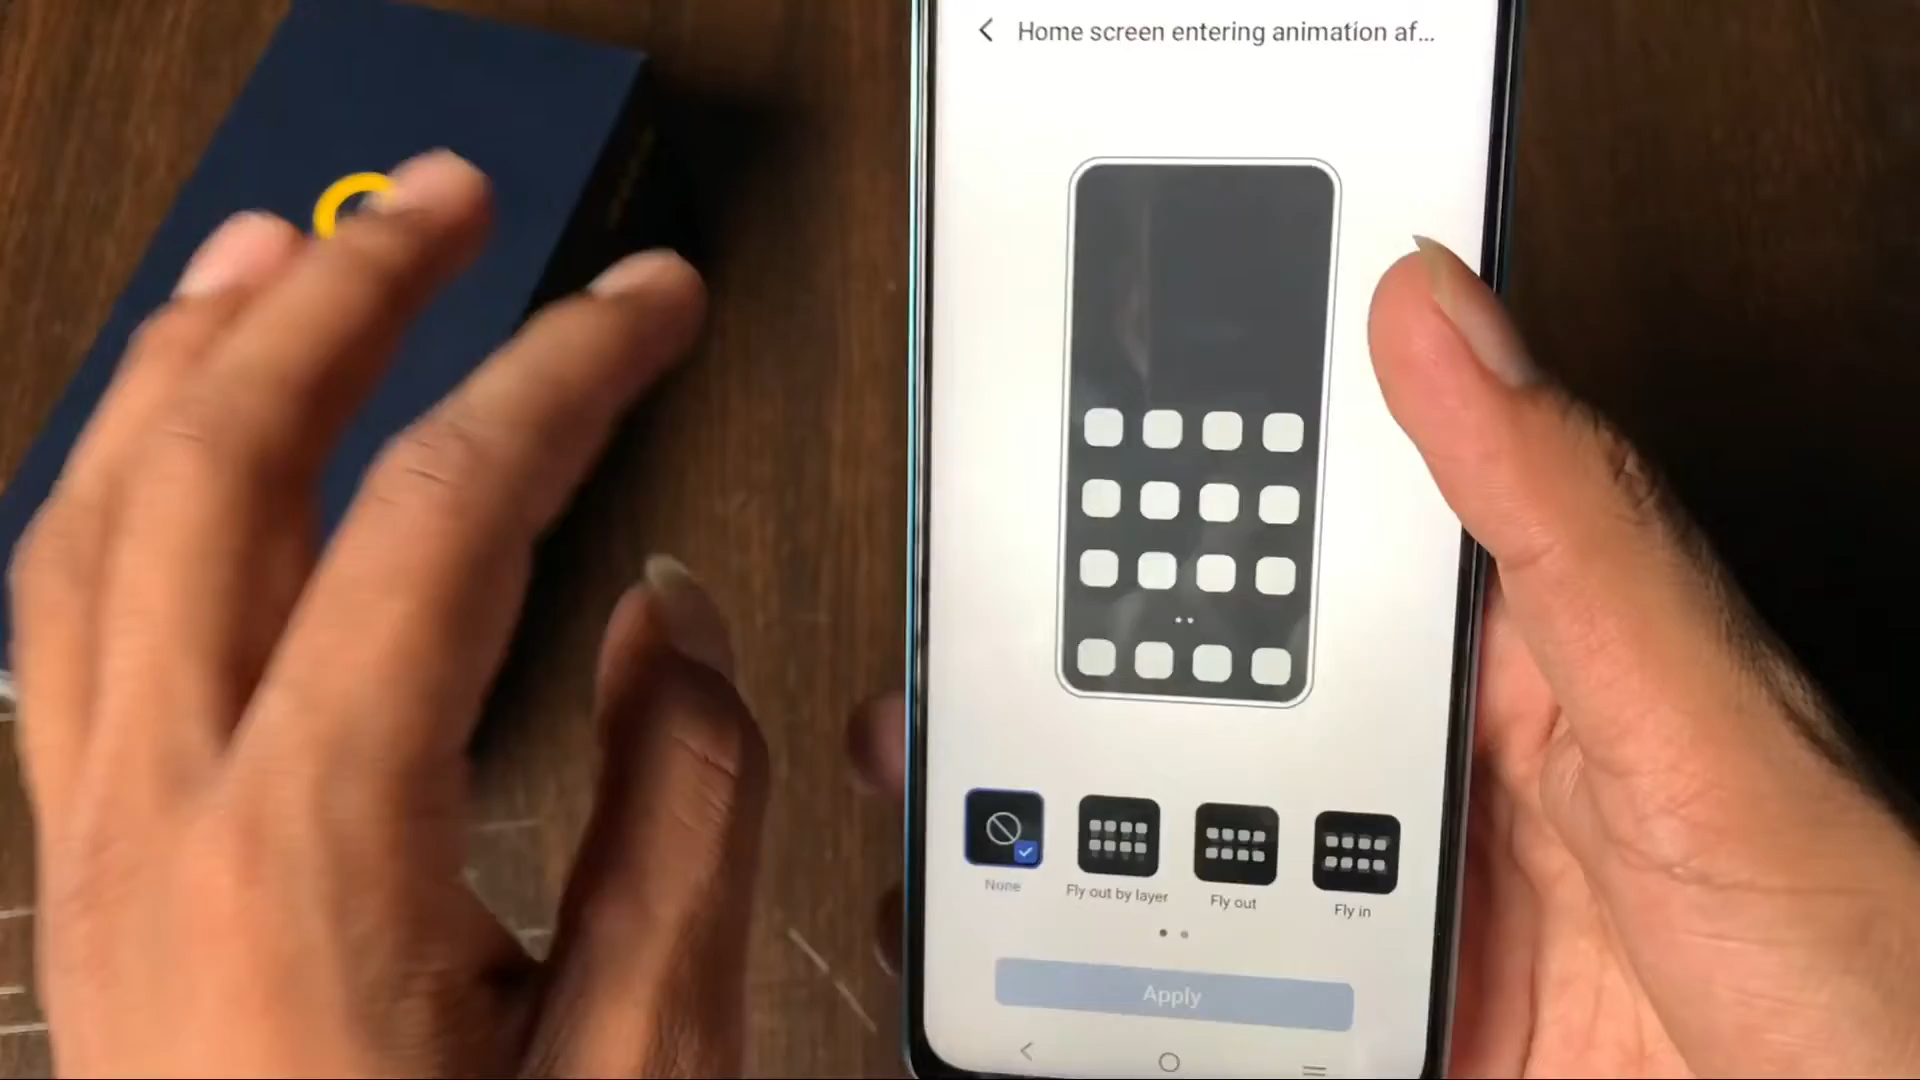 Home screen entering animation af...
None
Fly out by layer
Fly out
Fly in
Apply